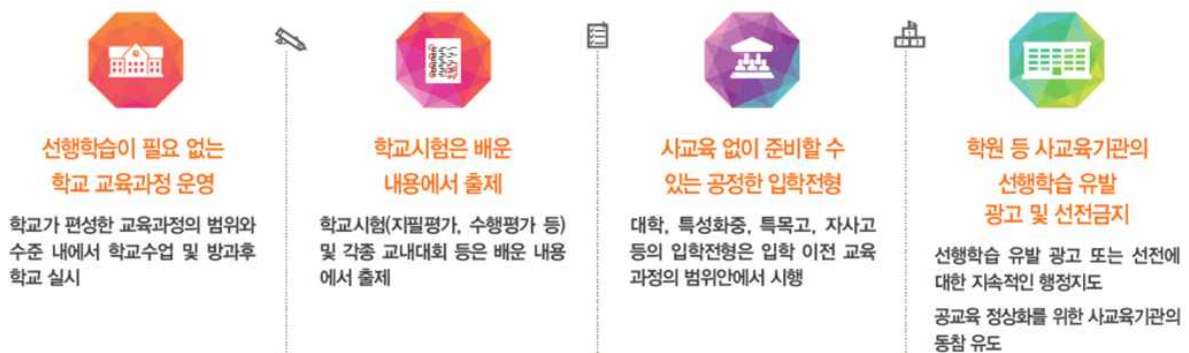 선행학습이 필요 없는
학교 교육과정 운영
학교가 편성한 교육과정의 범위와
수준 내에서 학교수업 및 방과후
학교 실시
학교시험은 배운
내용에서 출제
학교시험(지필평가, 수행평가 등)
및 각종 교내대회 등은 배운 내용
에서 출제
사교육 없이 준비할 수
있는 공정한 입학전형
대학, 특성화중, 특목고, 자사고
등의 입학전형은 입학 이전 교육
과정의 범위안에서 시행
학원 등 사교육기관의
선행학습 유발
광고 및 선전금지
선행학습 유발 광고 또는 선전에
대한 지속적인 행정지도
공교육 정상화를 위한 사교육기관의
동참 유도